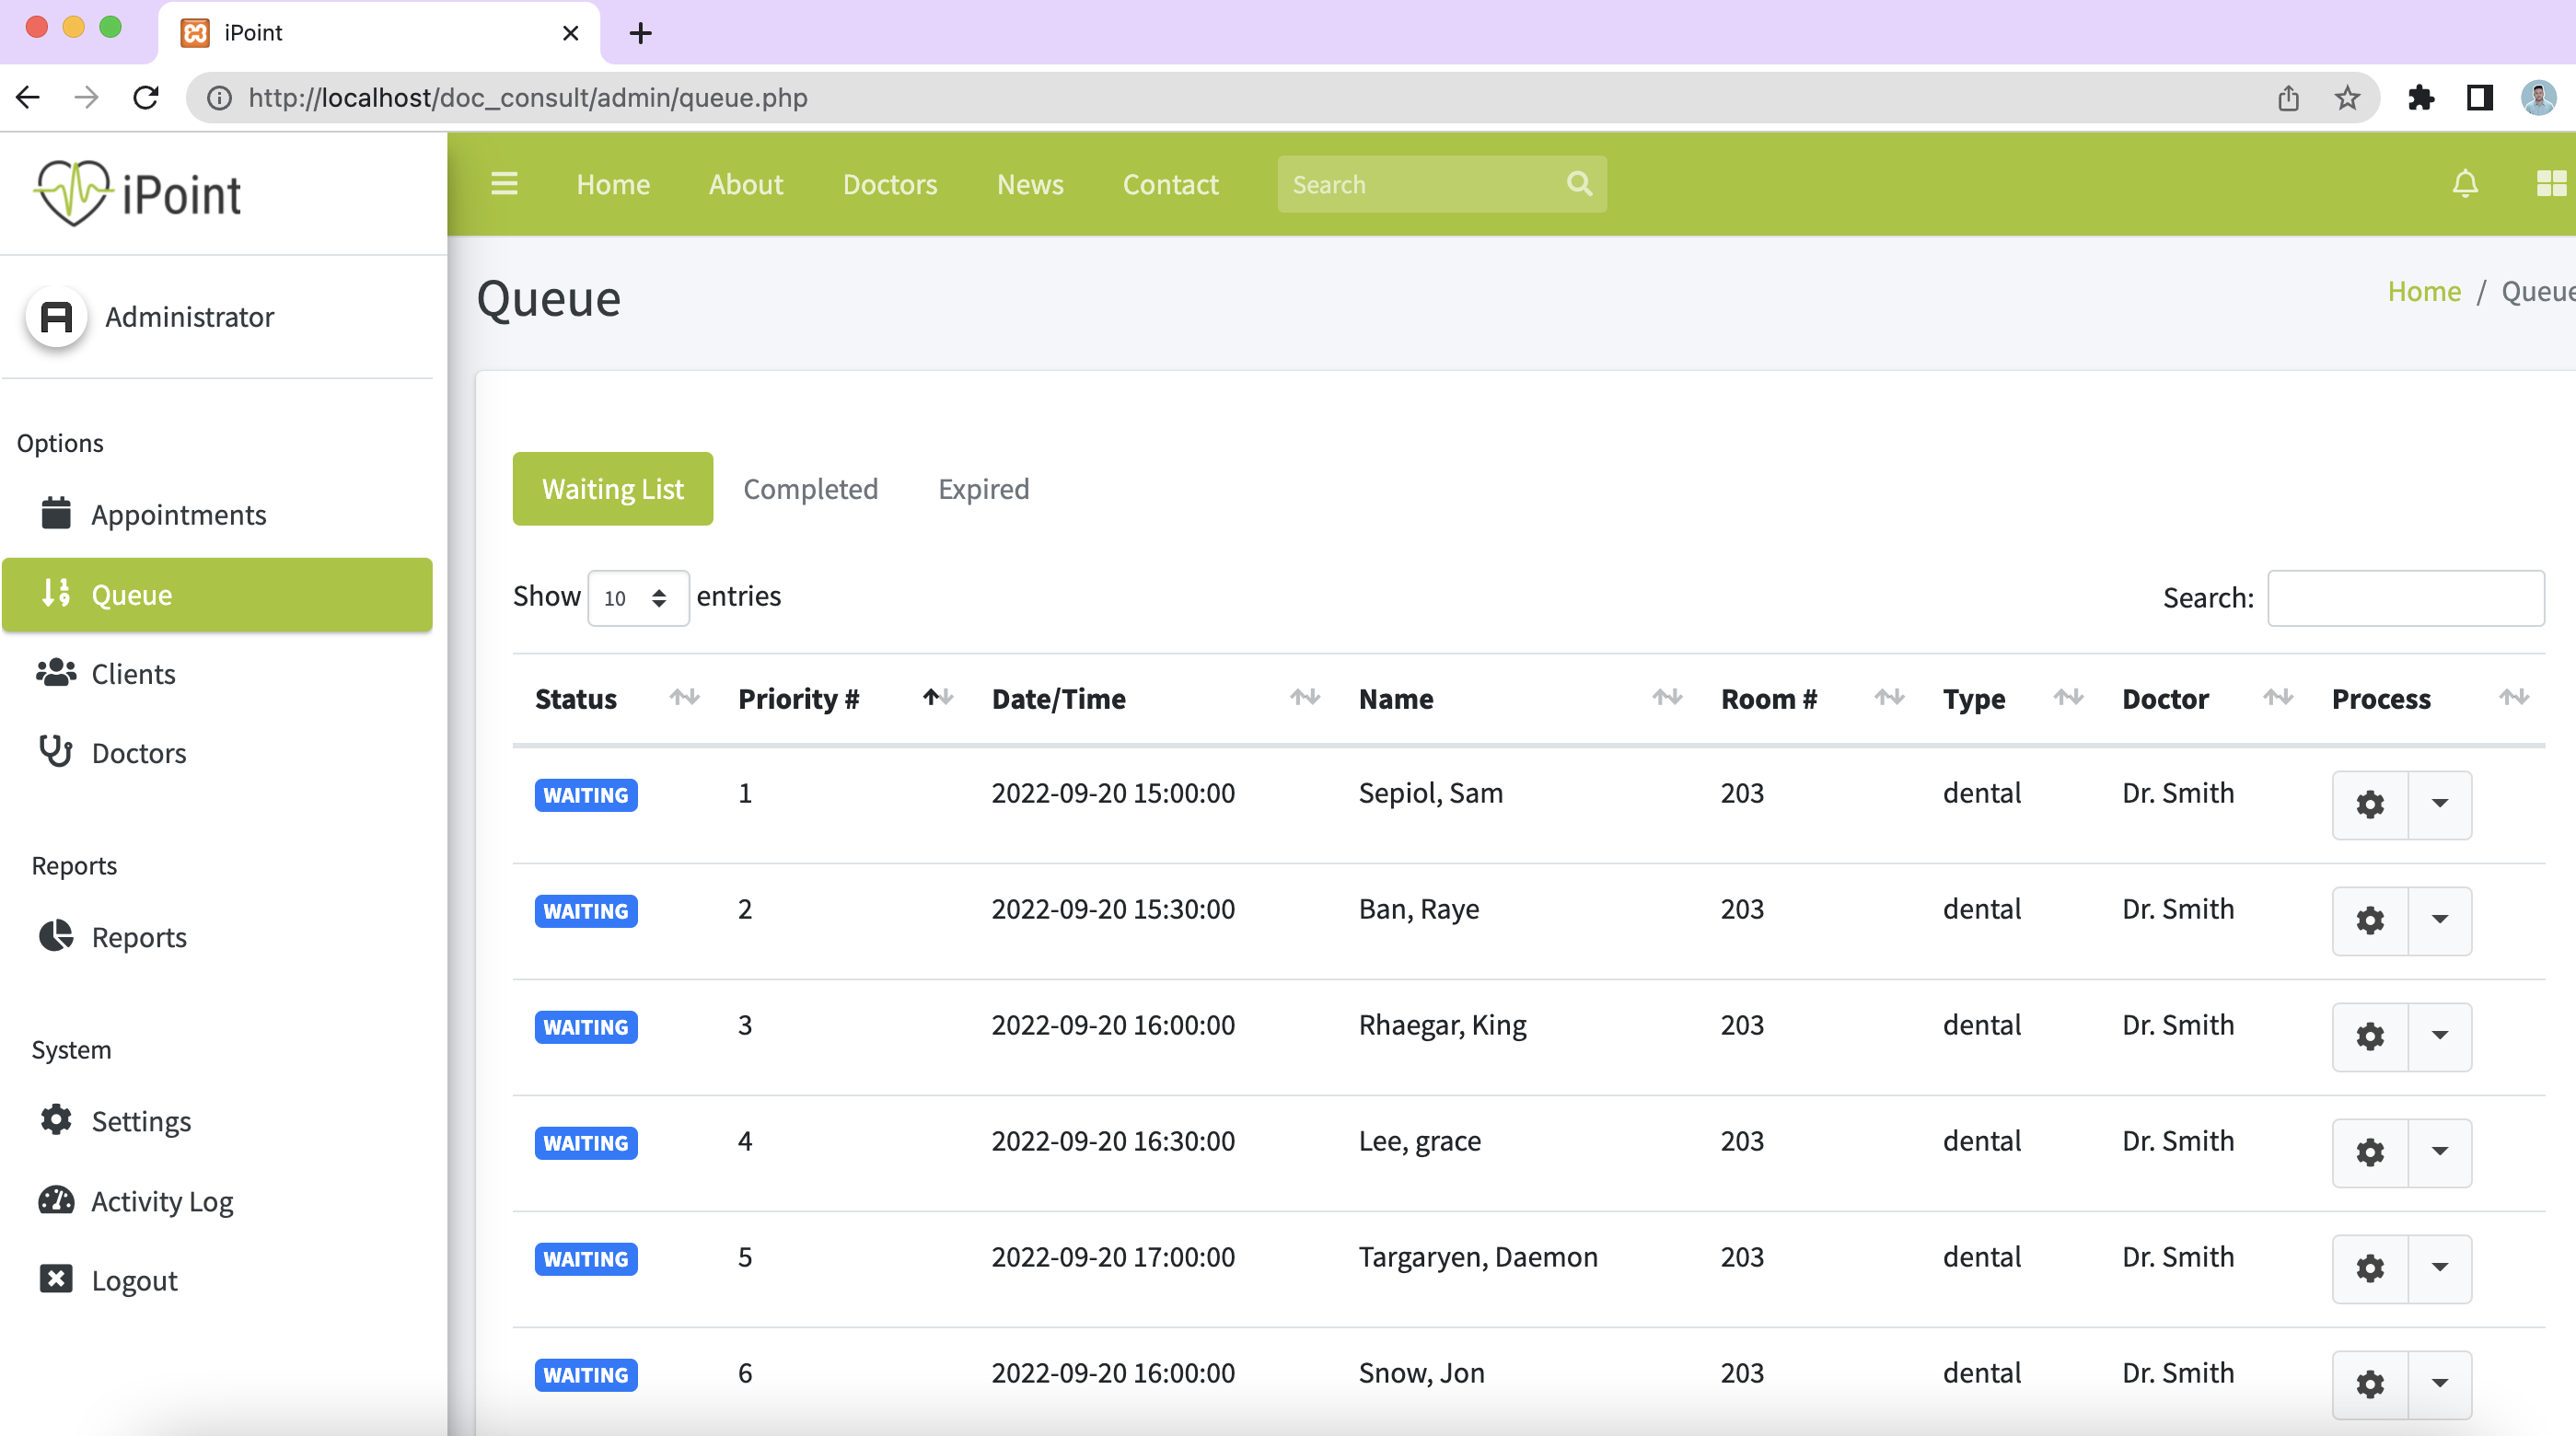 iPoint
http://localhost/doc_consult/admin/queue.php
iPoint
Home About Doctors News Contact Search
Administrator
Queue
Home / Queue
Options
Appointments
Queue
Clients
Doctors
Reports
Reports
System
Settings
Activity Log
Logout
Waiting List Completed Expired
Show 10 entries Search:
Status Priority # Date/Time Name Room # Type Doctor Process
WAITING 1 2022-09-20 15:00:00 Sepiol, Sam 203 dental Dr. Smith
WAITING 2 2022-09-20 15:30:00 Ban, Raye 203 dental Dr. Smith
WAITING 3 2022-09-20 16:00:00 Rhaegar, King 203 dental Dr. Smith
WAITING 4 2022-09-20 16:30:00 Lee, grace 203 dental Dr. Smith
WAITING 5 2022-09-20 17:00:00 Targaryen, Daemon 203 dental Dr. Smith
WAITING 6 2022-09-20 16:00:00 Snow, Jon 203 dental Dr. Smith